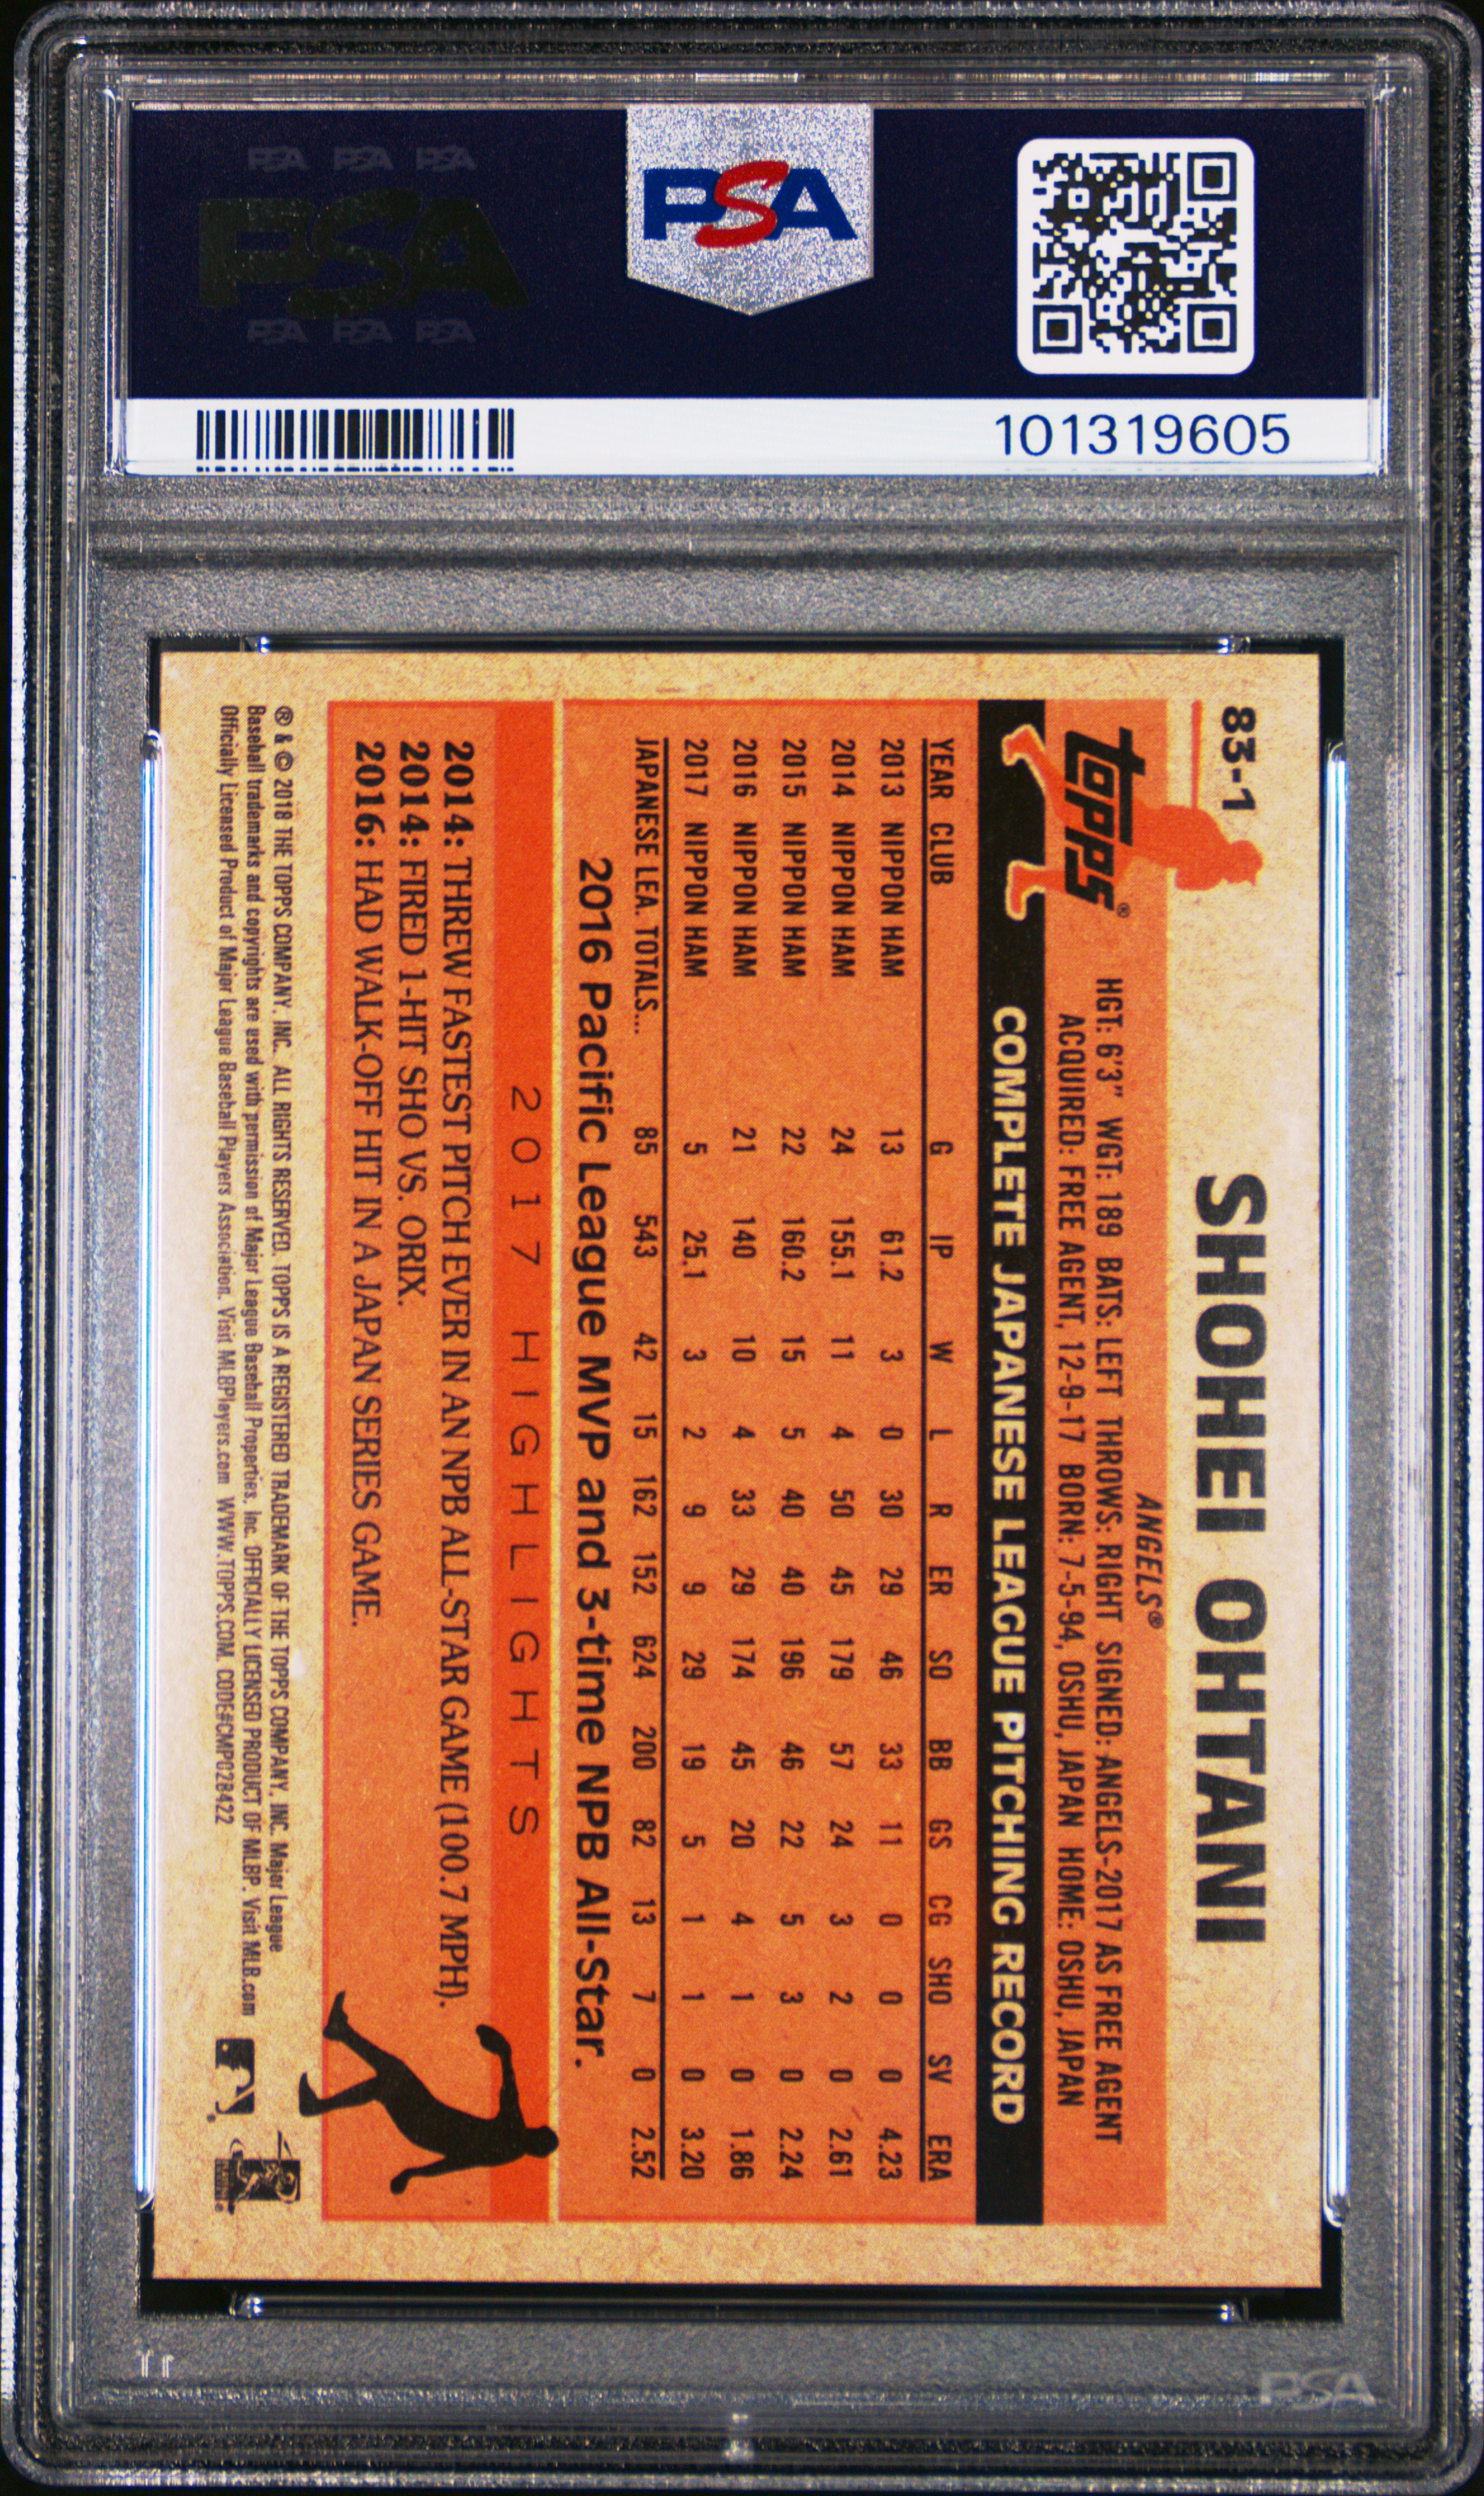 PSA PSA PSA
PSA
PSA PSA PSA
PSA
101319605
83-1
SHOHEI OHTANI
ANGELS®
topps®
HGT: 6'3" WGT: 189 BATS: LEFT THROWS: RIGHT SIGNED: ANGELS-2017 AS FREE AGENT
ACQUIRED: FREE AGENT, 12-9-17 BORN: 7-5-94, OSHU, JAPAN HOME: OSHU, JAPAN
COMPLETE JAPANESE LEAGUE PITCHING RECORD
YEAR CLUB G IP W L R ER SO BB GS CG SHO SV ERA
2013 NIPPON HAM 13 61.2 3 0 30 29 46 33 11 0 0 0 4.23
2014 NIPPON HAM 24 155.1 11 4 50 45 179 57 24 3 2 0 2.61
2015 NIPPON HAM 22 160.2 15 5 40 40 196 46 22 5 3 0 2.24
2016 NIPPON HAM 21 140 10 4 33 29 174 45 20 4 1 0 1.86
2017 NIPPON HAM 5 25.1 3 2 9 9 29 19 5 1 1 0 3.20
JAPANESE LEA. TOTALS... 85 543 42 15 162 152 624 200 82 13 7 0 2.52
2016 Pacific League MVP and 3-time NPB All-Star.
2017 HIGHLIGHTS
2014: THREW FASTEST PITCH EVER IN AN NPB ALL-STAR GAME (100.7 MPH).
2014: FIRED 1-HIT SHO VS. ORIX.
2016: HAD WALK-OFF HIT IN A JAPAN SERIES GAME.
® & © 2018 THE TOPPS COMPANY, INC. ALL RIGHTS RESERVED. TOPPS IS A REGISTERED TRADEMARK OF THE TOPPS COMPANY, INC. Major League
Baseball trademarks and copyrights are used with permission of Major League Baseball Properties, Inc. OFFICIALLY LICENSED PRODUCT OF MLBP. Visit MLB.com
Officially Licensed Product of Major League Baseball Players Association. Visit MLBPlayers.com WWW.TOPPS.COM. CODE#CMP028422
PSA